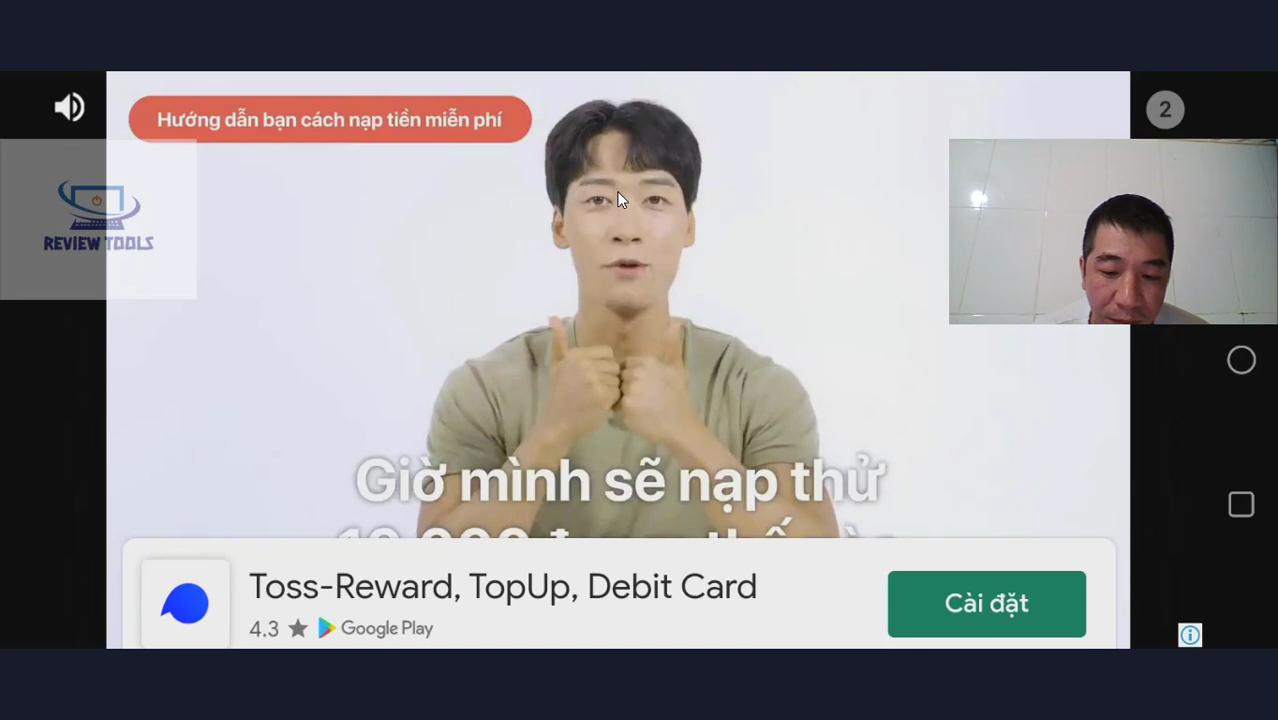 Hướng dẫn bạn cách nạp tiền miễn phí
2
REVIEW TOOLS
Giờ mình sẽ nạp thử
Toss-Reward, TopUp, Debit Card
Cài đặt
4.3 ★ Google Play